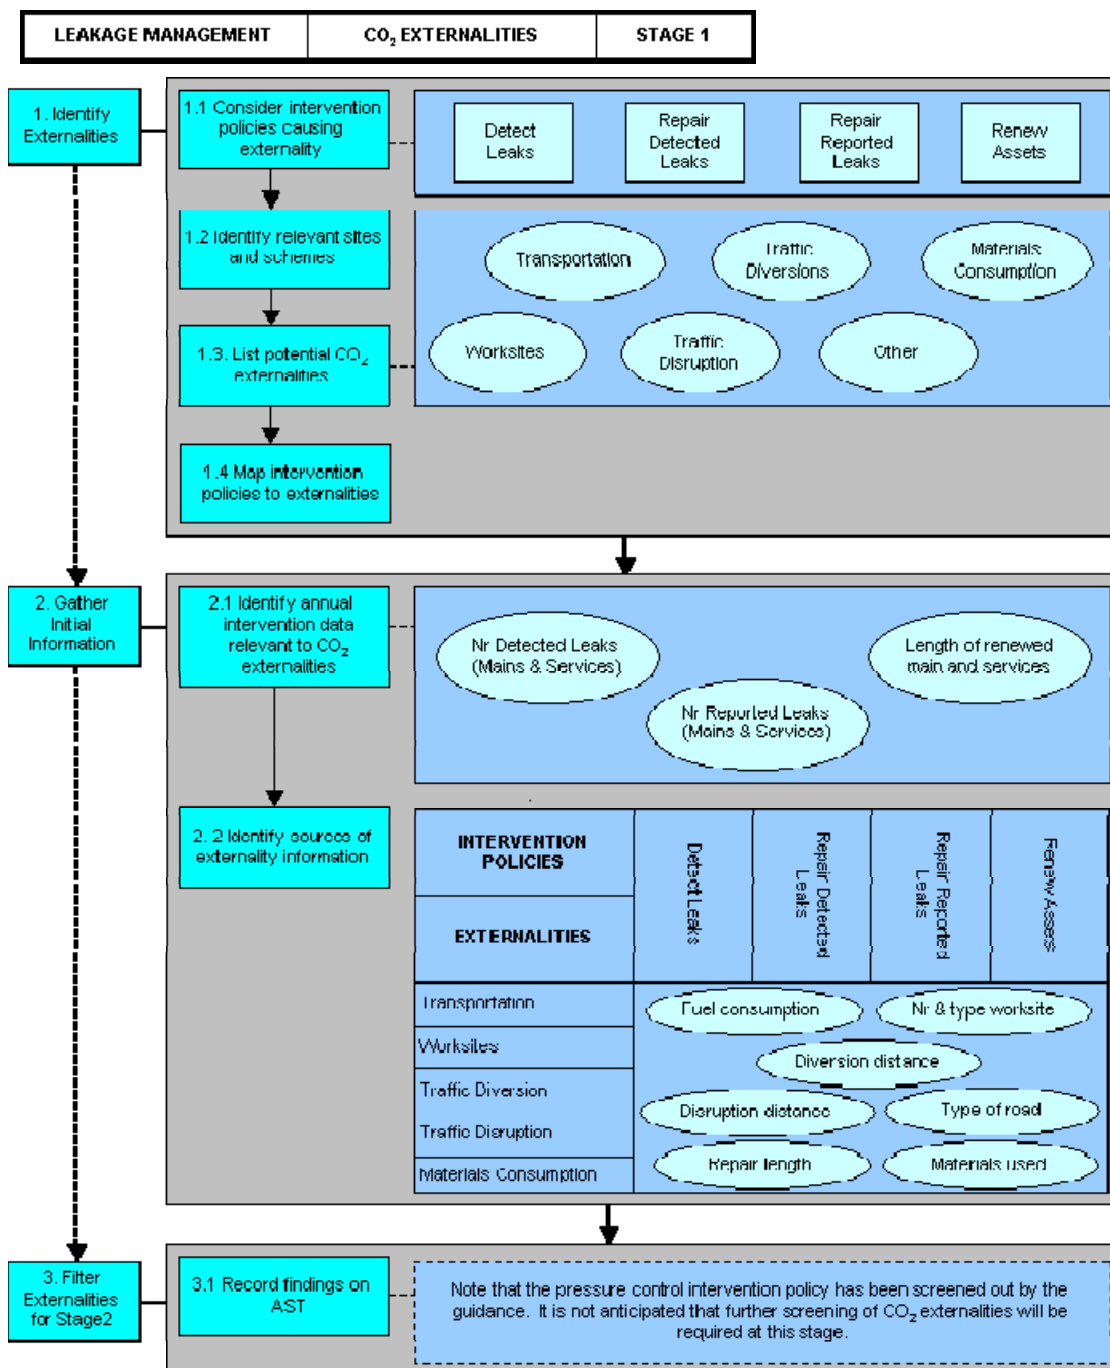 LEAKAGE MANAGEMENT
CO₂ EXTERNALITIES
STAGE 1
1. Identify
Externalities
1.1 Consider intervention
policies causing
externality
Detect
Leaks
Repair
Detected
Leaks
Repair
Reported
Leaks
Renew
Assets
1.2 Identify relevant sites
and schemes
Transportation
Traffic
Diversions
Materials
Consumption
1.3. List potential CO₂
externalities
Worksites
Traffic
Disruption
Other
1.4 Map intervention
policies to externalities
2. Gather
Initial
Information
2.1 Identify annual
intervention data
relevant to CO₂
externalities
Nr Detected Leaks
(Mains & Services)
Length of renewed
main and services
Nr Reported Leaks
(Mains & Services)
2. 2 Identify sources of
externality information
INTERVENTION
POLICIES
EXTERNALITIES
Detect Leaks
Repair Detected
Leaks
Repair Reported
Leaks
Renew Assets
Transportation
Fuel consumption
Nr & type worksite
Worksites
Diversion distance
Traffic Diversion
Disruption distance
Type of road
Traffic Disruption
Repair length
Materials used
Materials Consumption
3. Filter
Externalities
for Stage2
3.1 Record findings on
AST
Note that the pressure control intervention policy has been screened out by the
guidance. It is not anticipated that further screening of CO₂ externalities will be
required at this stage.